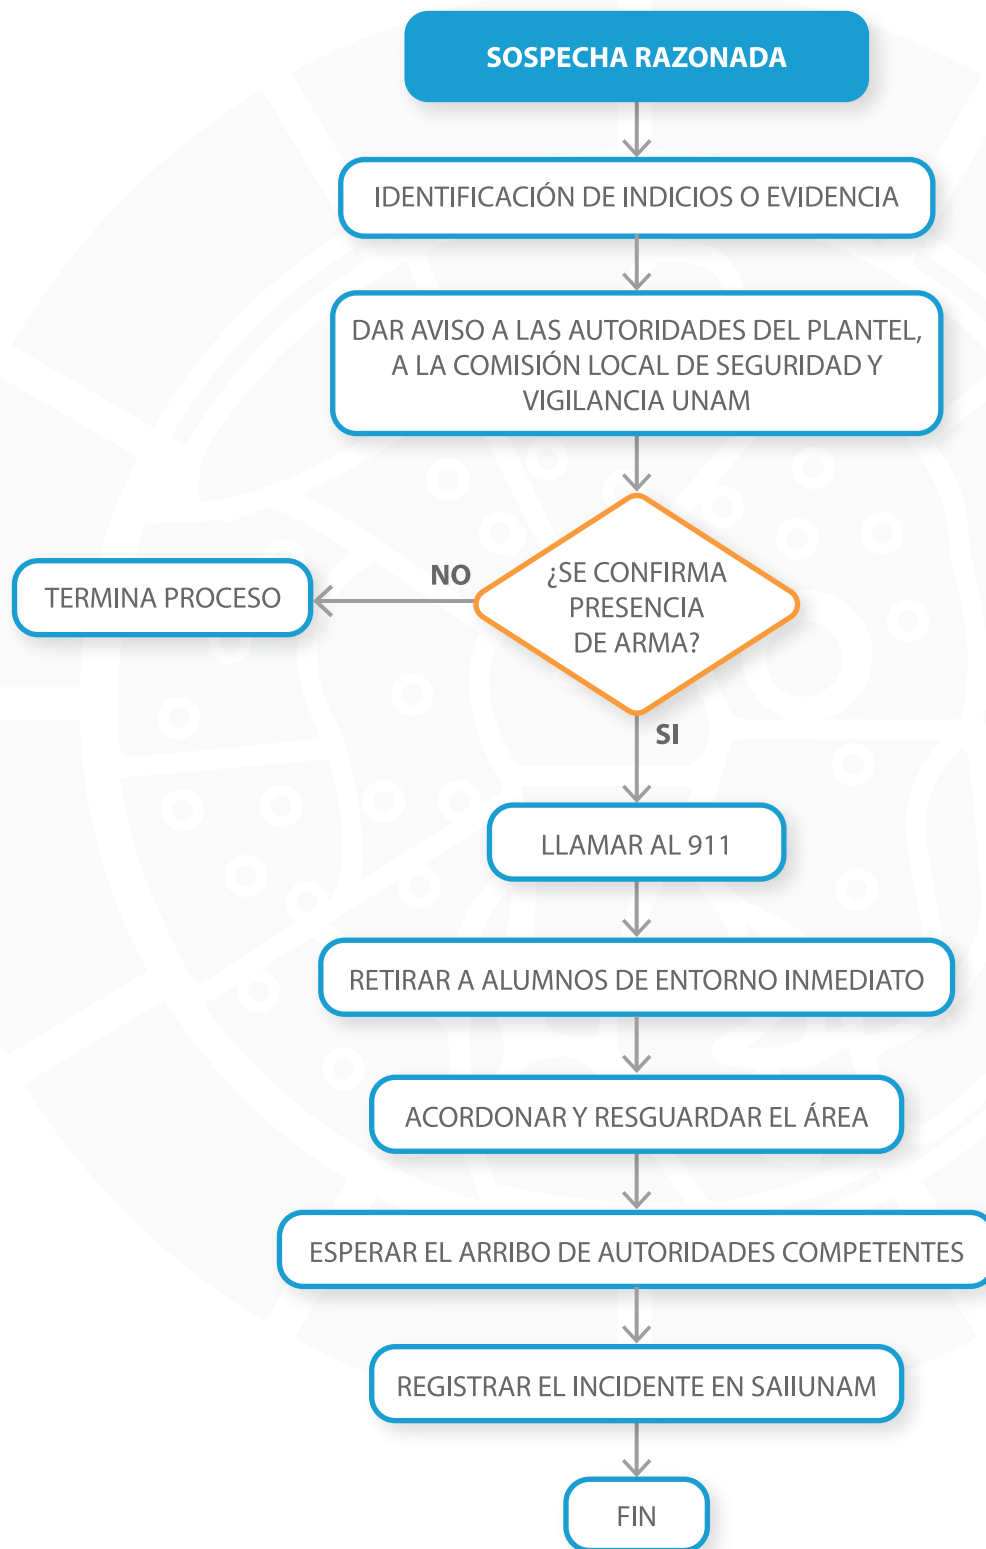 SOSPECHA RAZONADA
IDENTIFICACIÓN DE INDICIOS O EVIDENCIA
DAR AVISO A LAS AUTORIDADES DEL PLANTEL,
A LA COMISIÓN LOCAL DE SEGURIDAD Y
VIGILANCIA UNAM
¿SE CONFIRMA
PRESENCIA
DE ARMA?
NO
TERMINA PROCESO
SI
LLAMAR AL 911
RETIRAR A ALUMNOS DE ENTORNO INMEDIATO
ACORDONAR Y RESGUARDAR EL ÁREA
ESPERAR EL ARRIBO DE AUTORIDADES COMPETENTES
REGISTRAR EL INCIDENTE EN SAIIUNAM
FIN